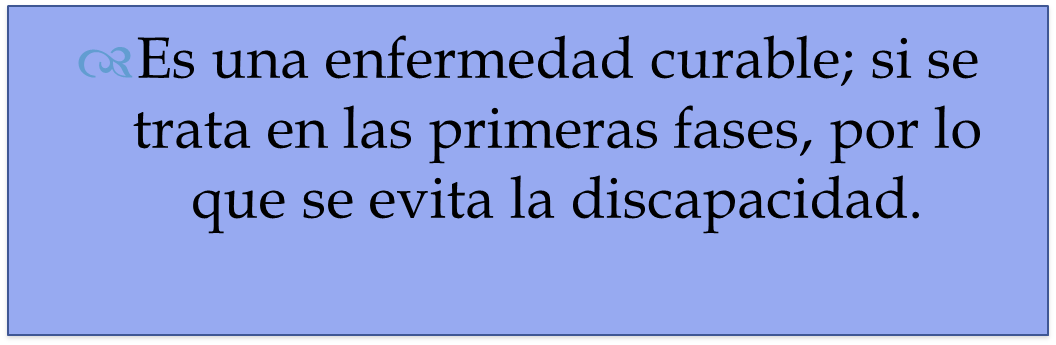 Es una enfermedad curable; si se
trata en las primeras fases, por lo
que se evita la discapacidad.